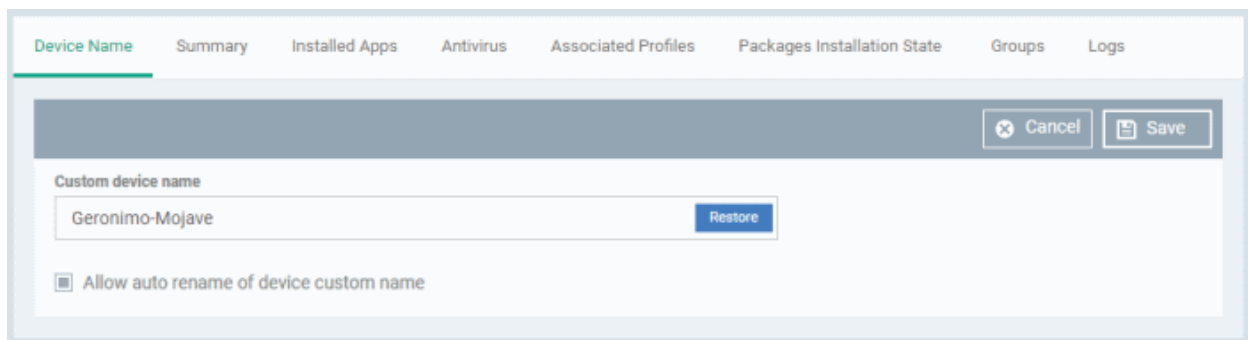 Device Name Summary Installed Apps Antivirus Associated Profiles Packages Installation State Groups Logs
Cancel Save
Custom device name
Geronimo-Mojave Restore
Allow auto rename of device custom name